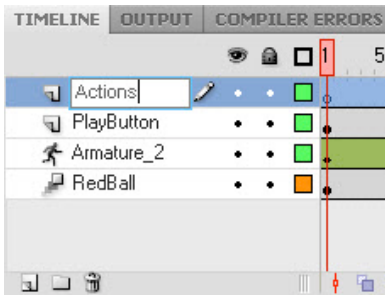 TIMELINE OUTPUT COMPILER ERRORS
1 5
Actions
PlayButton
Armature_2
RedBall